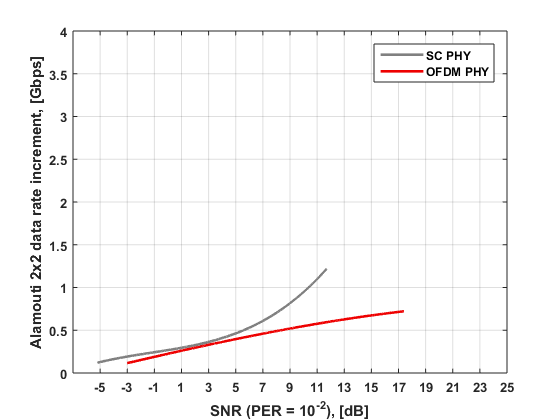 4
3.5
3
2.5
2
1.5
1
0.5
0
Alamouti 2x2 data rate increment, [Gbps]
SC PHY
OFDM PHY
-5 -3 -1 1 3 5 7 9 11 13 15 17 19 21 23 25
SNR (PER = 10^-2), [dB]